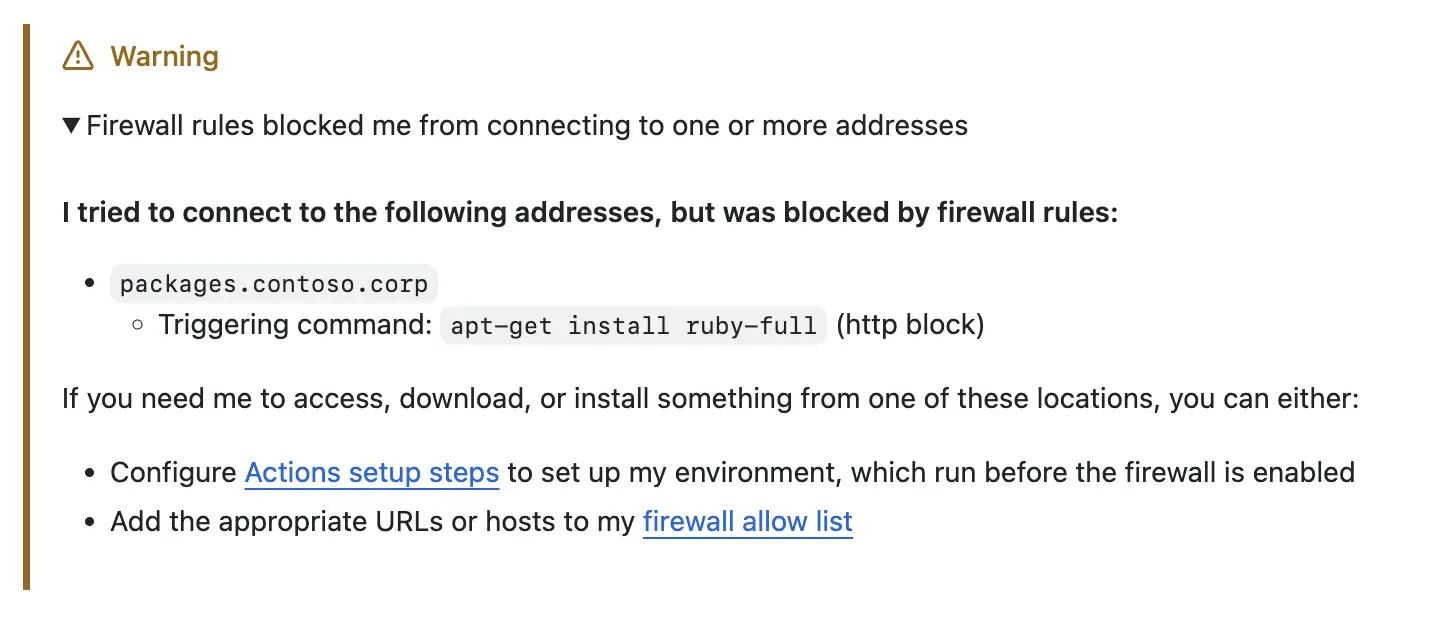 Warning
Firewall rules blocked me from connecting to one or more addresses
I tried to connect to the following addresses, but was blocked by firewall rules:
packages.contoso.corp
Triggering command: apt-get install ruby-full (http block)
If you need me to access, download, or install something from one of these locations, you can either:
Configure Actions setup steps to set up my environment, which run before the firewall is enabled
Add the appropriate URLs or hosts to my firewall allow list